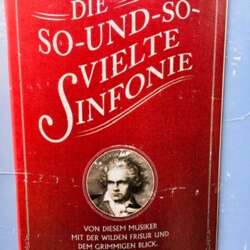 DIE
SO-UND-SO-
VIELTE
SINFONIE
VON DIESEM MUSIKER
MIT DER WILDEN FRISUR UND
DEM GRIMMIGEN BLICK.